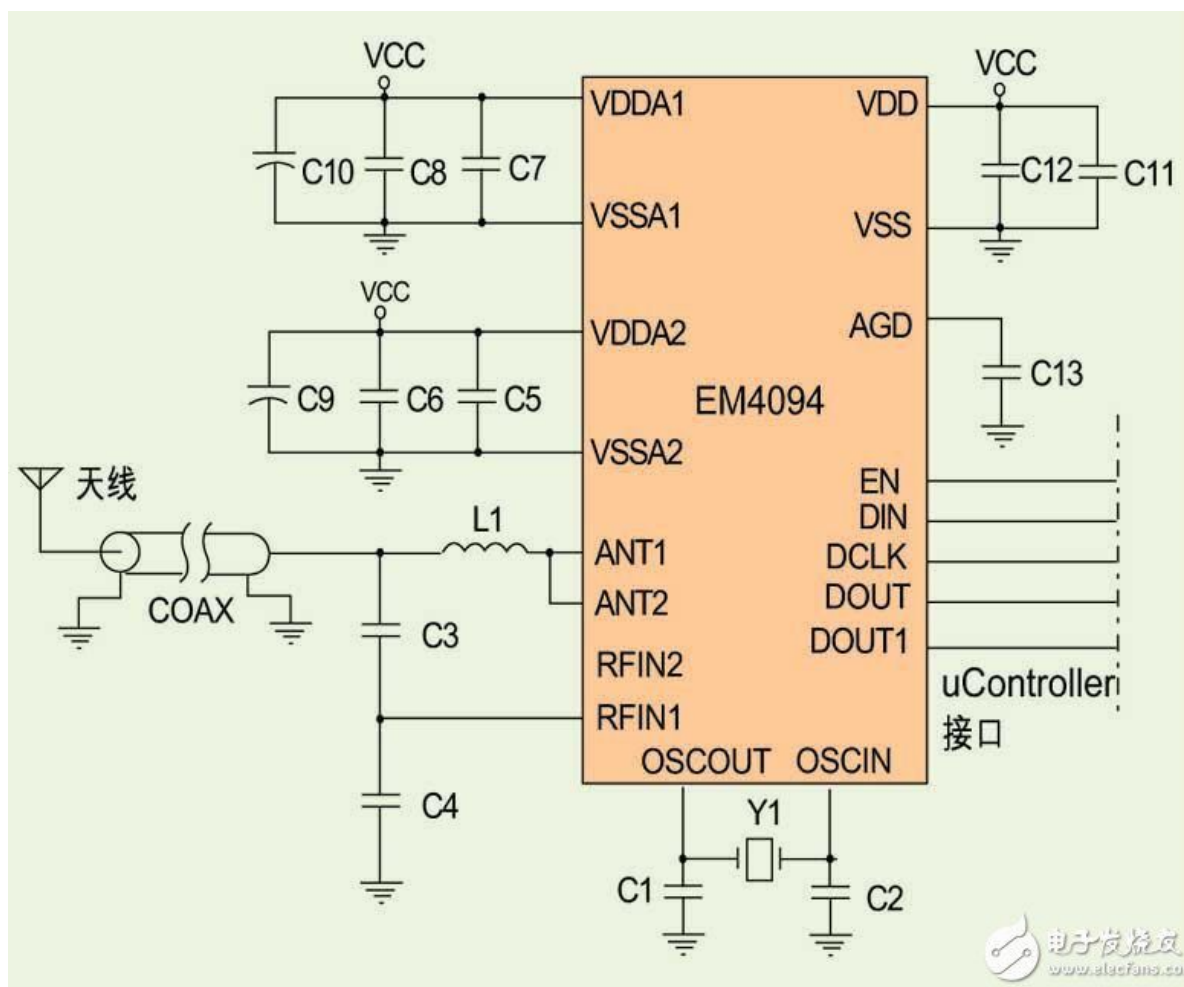 VCC
VCC
VDDA1
VDD
C10
C8
C7
C12
C11
VSSA1
VSS
VCC
VDDA2
AGD
C13
C9
C6
C5
EM4094
VSSA2
天线
EN
DIN
L1
ANT1
DCLK
COAX
ANT2
DOUT
C3
DOUT1
RFIN2
uController
RFIN1
接口
OSCOUT
OSCIN
C4
Y1
C1
C2
电子发烧友
www.elecfans.co